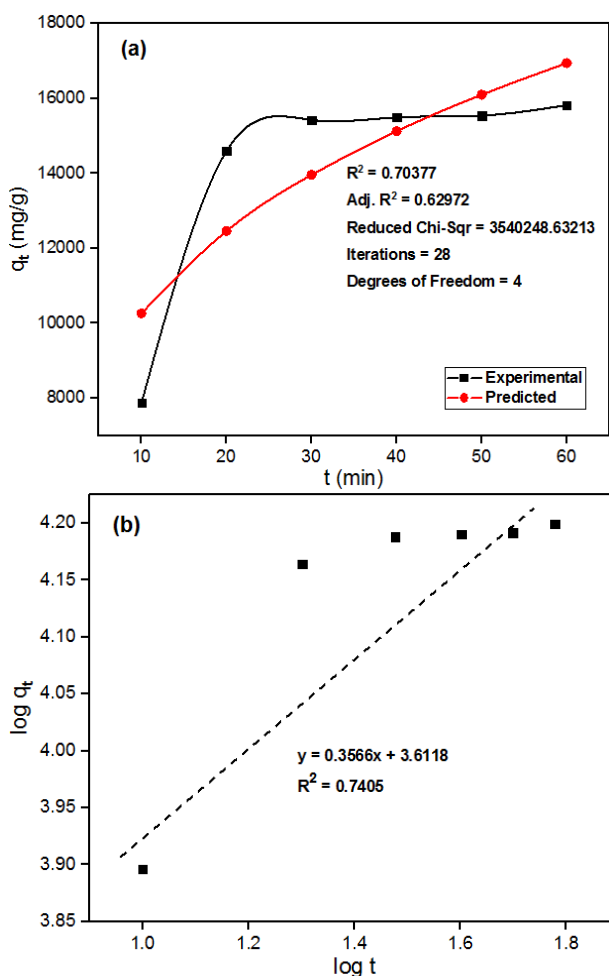 (a)
18000
16000
14000
12000
10000
8000
qt (mg/g)
R² = 0.70377
Adj. R² = 0.62972
Reduced Chi-Sqr = 3540248.63213
Iterations = 28
Degrees of Freedom = 4
Experimental
Predicted
10 20 30 40 50 60
t (min)
(b)
4.20
4.15
4.10
4.05
4.00
3.95
3.90
3.85
log qt
y = 0.3566x + 3.6118
R² = 0.7405
1.0 1.2 1.4 1.6 1.8
log t